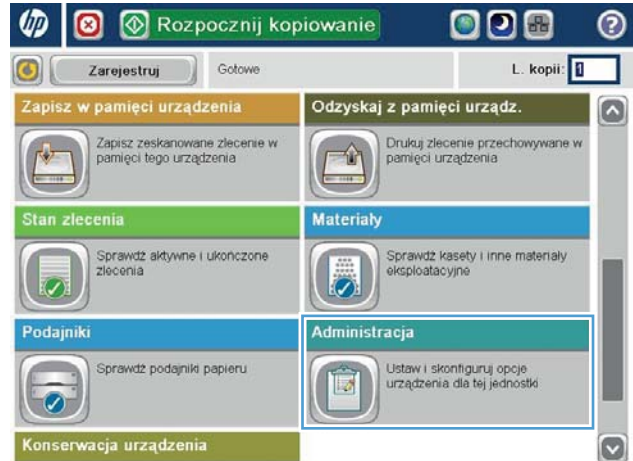 hp
Rozpocznij kopiowanie
?
Zarejestruj
Gotowe
L. kopii: 1
Zapisz w pamięci urządzenia
Zapisz zeskanowane zlecenie w
pamięci tego urządzenia
Odzyskaj z pamięci urządz.
Drukuj zlecenie przechowywane w
pamięci urządzenia
Stan zlecenia
Sprawdź aktywne i ukończone
zlecenia
Materiały
Sprawdź kasety i inne materiały
eksploatacyjne
Podajniki
Sprawdź podajniki papieru
Administracja
Ustaw i skonfiguruj opcje
urządzenia dla tej jednostki
Konserwacja urządzenia